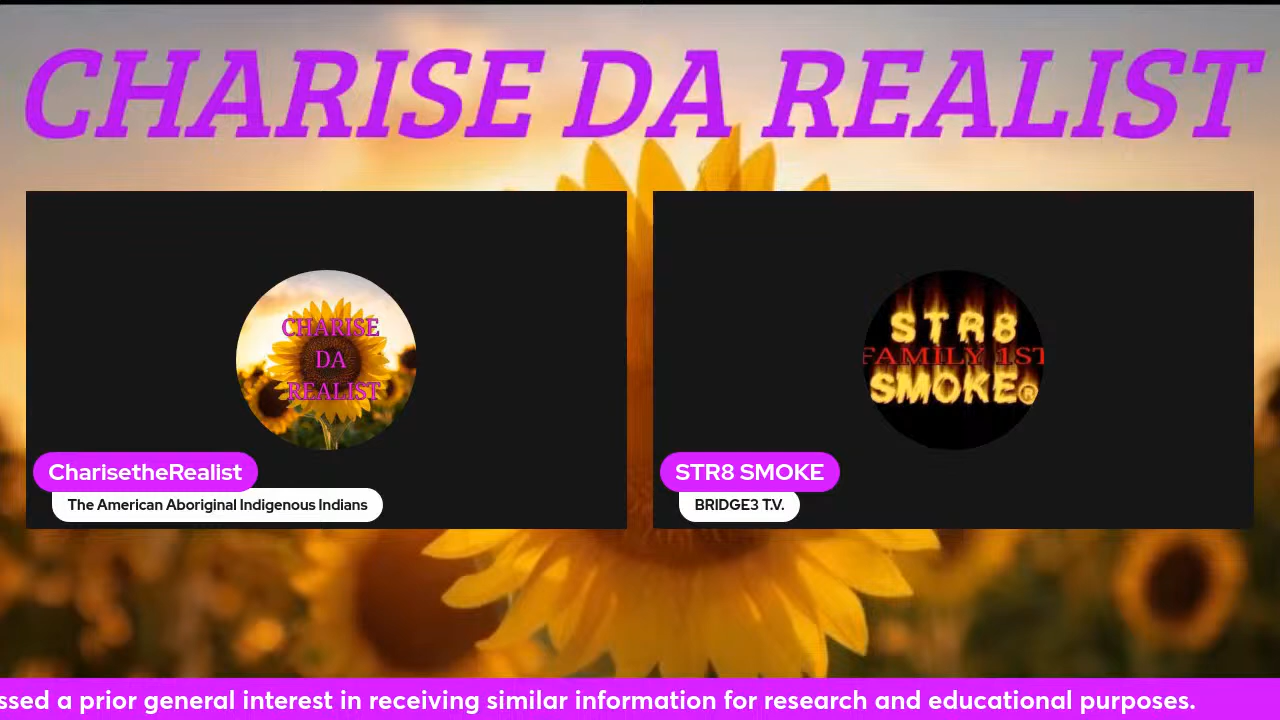 CHARISE DA REALIST
CHARISE
DA
REALIST
CharisetheRealist
The American Aboriginal Indigenous Indians
STR8
FAMILY 1ST
SMOKE®
STR8 SMOKE
BRIDGE3 T.V.
ssed a prior general interest in receiving similar information for research and educational purposes.